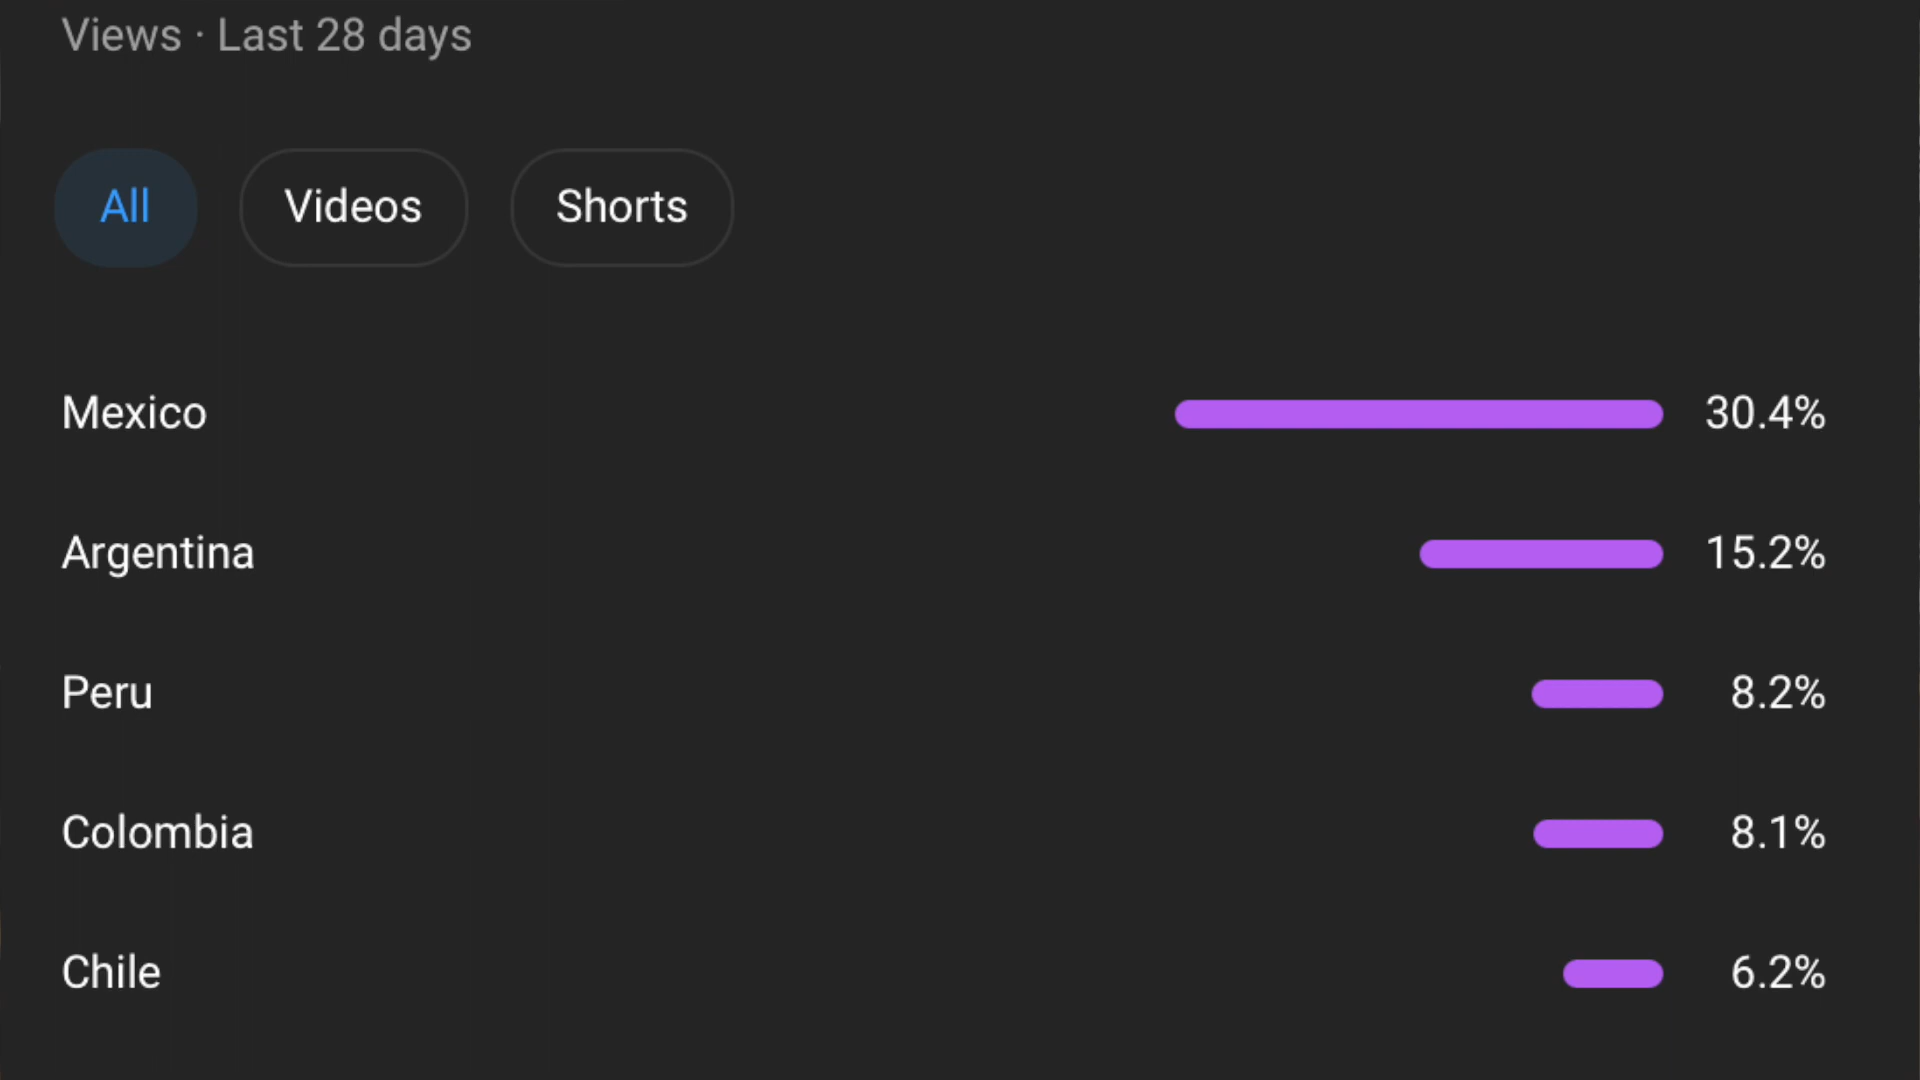 Views · Last 28 days
All Videos Shorts
Mexico 30.4%
Argentina 15.2%
Peru 8.2%
Colombia 8.1%
Chile 6.2%